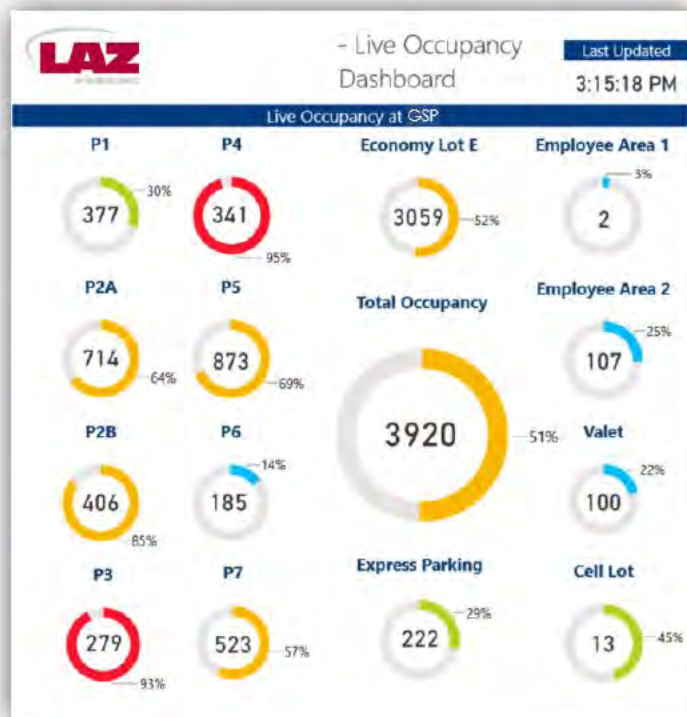 LAZ
- Live Occupancy
Dashboard
Last Updated
3:15:18 PM
Live Occupancy at GSP
P1
377
30%
P4
341
95%
Economy Lot E
3059
52%
Employee Area 1
2
3%
P2A
714
64%
P5
873
69%
Total Occupancy
3920
51%
Employee Area 2
107
25%
P2B
406
85%
P6
185
14%
Valet
100
22%
P3
279
93%
P7
523
57%
Express Parking
222
29%
Cell Lot
13
45%